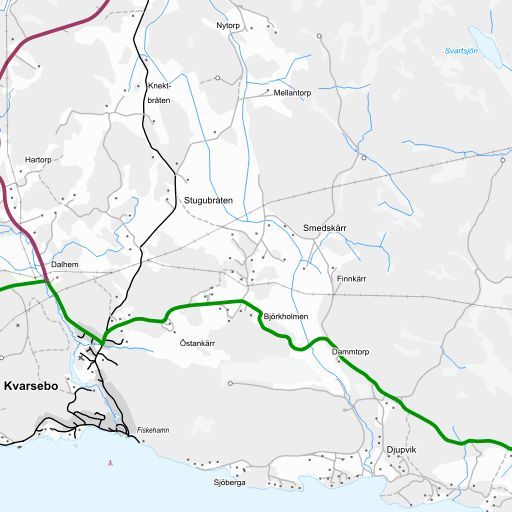 Nytorp
Svartsjön
Knekt-
bråten
Mellantorp
Hartorp
Stugubråten
Smedskärr
Dalhem
Finnkärr
Björkholmen
Östankärr
Dammtorp
Kvarsebo
Fiskehamn
Djupvik
Sjöberga